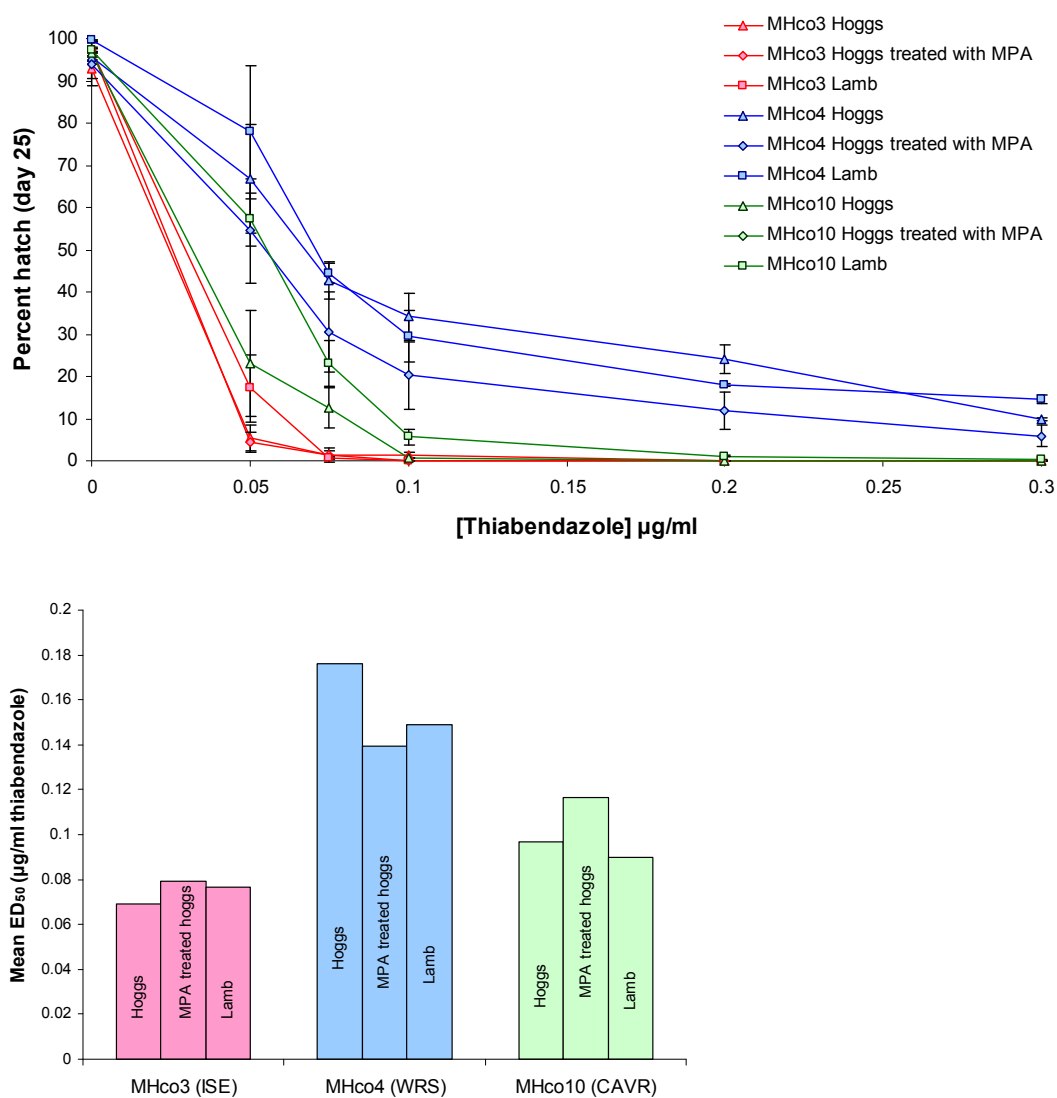 MHco3 Hoggs
MHco3 Hoggs treated with MPA
MHco3 Lamb
MHco4 Hoggs
MHco4 Hoggs treated with MPA
MHco4 Lamb
MHco10 Hoggs
MHco10 Hoggs treated with MPA
MHco10 Lamb
Percent hatch (day 25)
100
90
80
70
60
50
40
30
20
10
0
0 0.05 0.1 0.15 0.2 0.25 0.3
[Thiabendazole] µg/ml
Mean ED50 (µg/ml thiabendazole)
0.2
0.18
0.16
0.14
0.12
0.1
0.08
0.06
0.04
0.02
0
Hoggs
MPA treated hoggs
Lamb
Hoggs
MPA treated hoggs
Lamb
Hoggs
MPA treated hoggs
Lamb
MHco3 (ISE) MHco4 (WRS) MHco10 (CAVR)